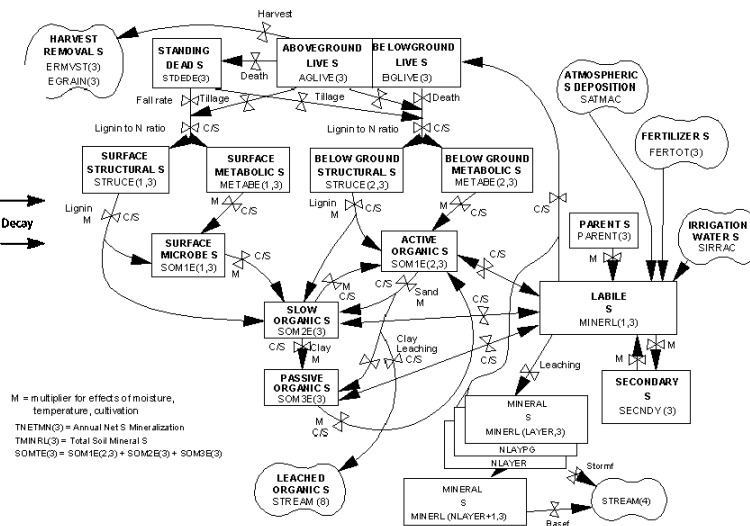 Harvest
HARVEST
REMOVAL S
ERMVST(3)
EGRAIN(3)
STANDING
DEAD S
STDEDE(3)
Death
ABOVEGROUND
LIVE S
AGLIVE(3)
BELOWGROUND
LIVE S
BGLIVE(3)
ATMOSPHERIC
S DEPOSITION
SATMAC
Fall rate
Tillage
Tillage
Death
Lignin to N ratio
C/S
Lignin to N ratio
C/S
FERTILIZER S
FERTOT(3)
SURFACE
STRUCTURAL S
STRUCE(1,3)
SURFACE
METABOLIC S
METABE(1,3)
BELOW GROUND
STRUCTURAL S
STRUCE(2,3)
BELOW GROUND
METABOLIC S
METABE(2,3)
Decay
Lignin
M
C/S
M
C/S
Lignin
M
C/S
M
C/S
C/S
PARENT S
PARENT(3)
M
IRRIGATION
WATER S
SIRRAC
SURFACE
MICROBE S
SOM1E(1,3)
C/S
M
ACTIVE
ORGANIC S
SOM1E(2,3)
C/S
C/S
M
C/S
C/S
Sand
M
LABILE
S
MINERL(1,3)
SLOW
ORGANIC S
SOM2E(3)
C/S
C/S
Clay
M
Clay
Leaching
C/S
C/S
M
M
PASSIVE
ORGANIC S
SOM3E(3)
Leaching
SECONDARY
S
SECNDY (3)
M
C/S
M = multiplier for effects of moisture,
temperature, cultivation
TNETMN(3) = Annual Net S Mineralization
TMINRL(3) = Total Soil Mineral S
SOMTE(3) = SOM1E(2,3) + SOM2E(3) + SOM3E(3)
MINERAL
S
MINERL (LAYER,3)
NLAYPG
NLAYER
Stormf
LEACHED
ORGANIC S
STREAM (8)
MINERAL
S
MINERL (NLAYER+1,3)
STREAM(4)
Basef